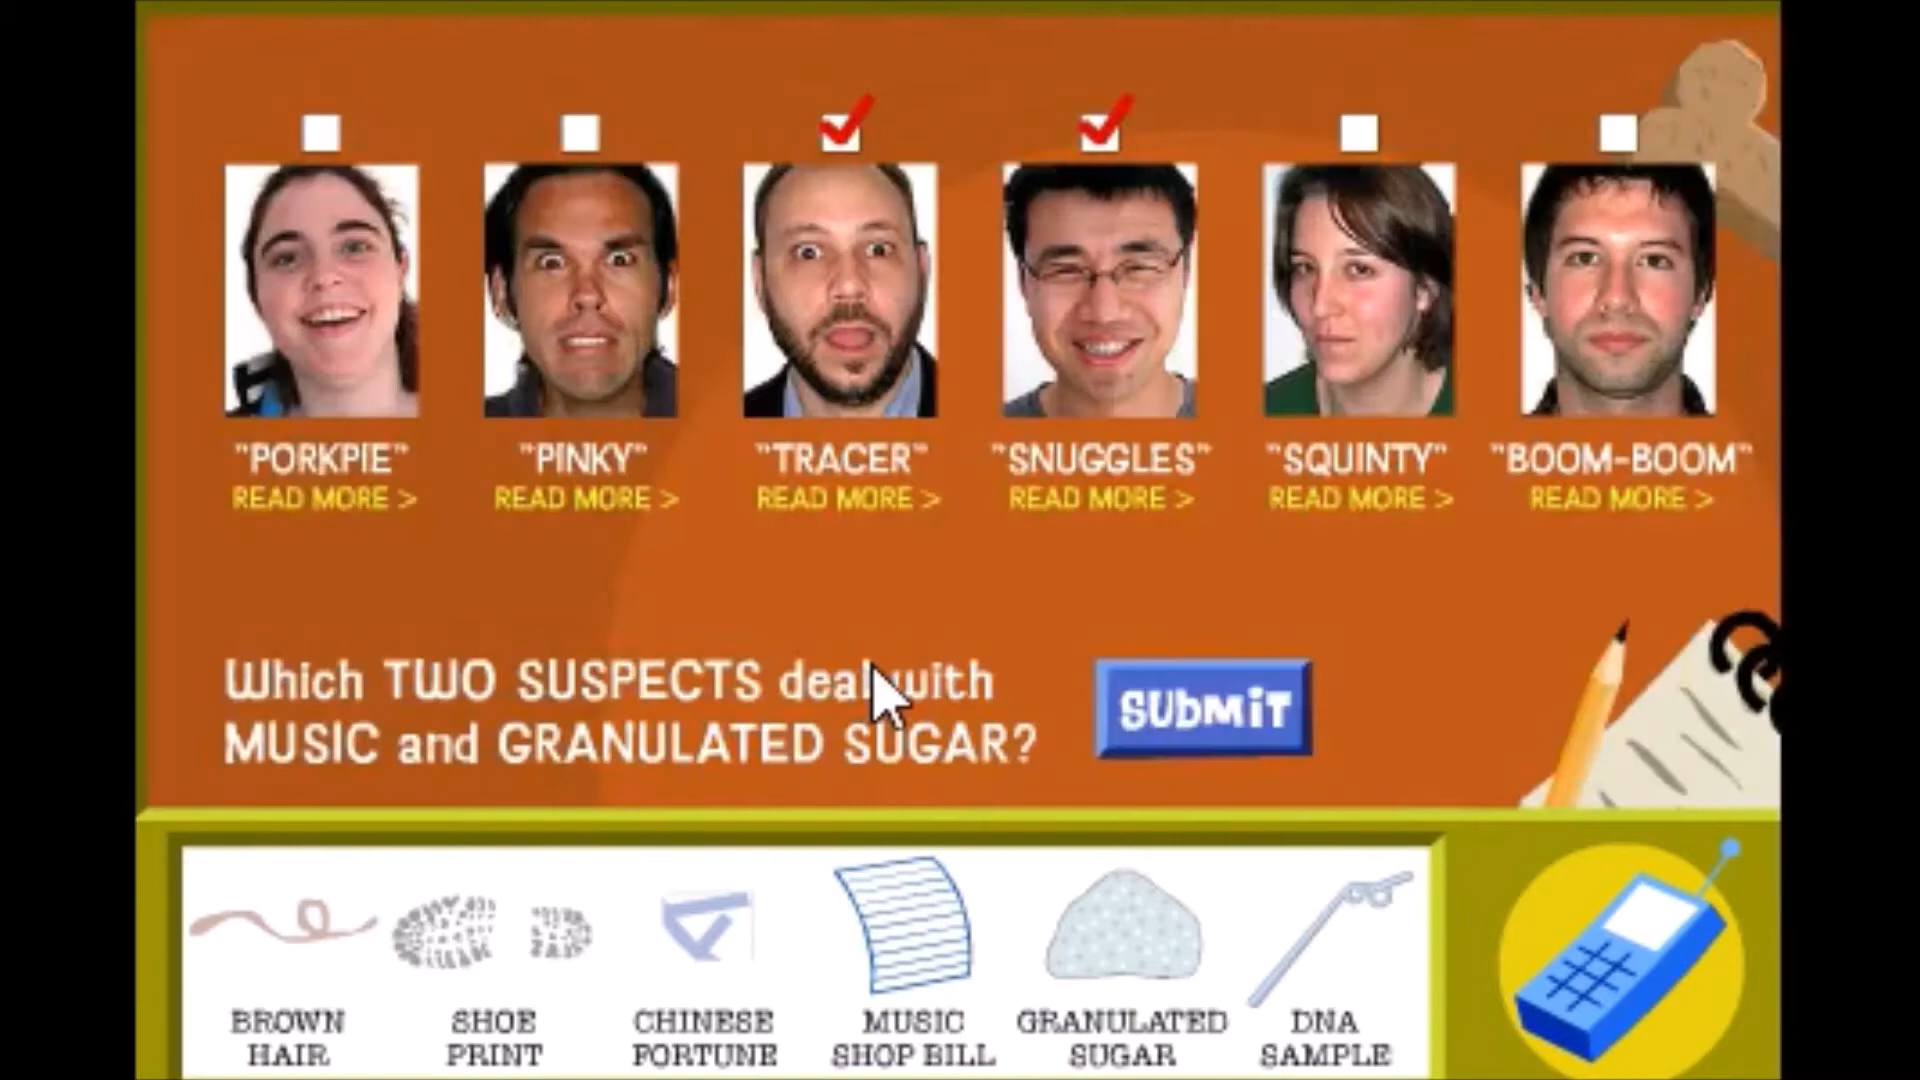 "PORKPIE" "PINKY" "TRACER" "SNUGGLES" "SQUINTY" "BOOM-BOOM"
READ MORE > READ MORE > READ MORE > READ MORE > READ MORE > READ MORE >
Which TWO SUSPECTS deal with
MUSIC and GRANULATED SUGAR?
SUbMiT
BROWN HAIR
SHOE PRINT
CHINESE FORTUNE
MUSIC SHOP BILL
GRANULATED SUGAR
DNA SAMPLE